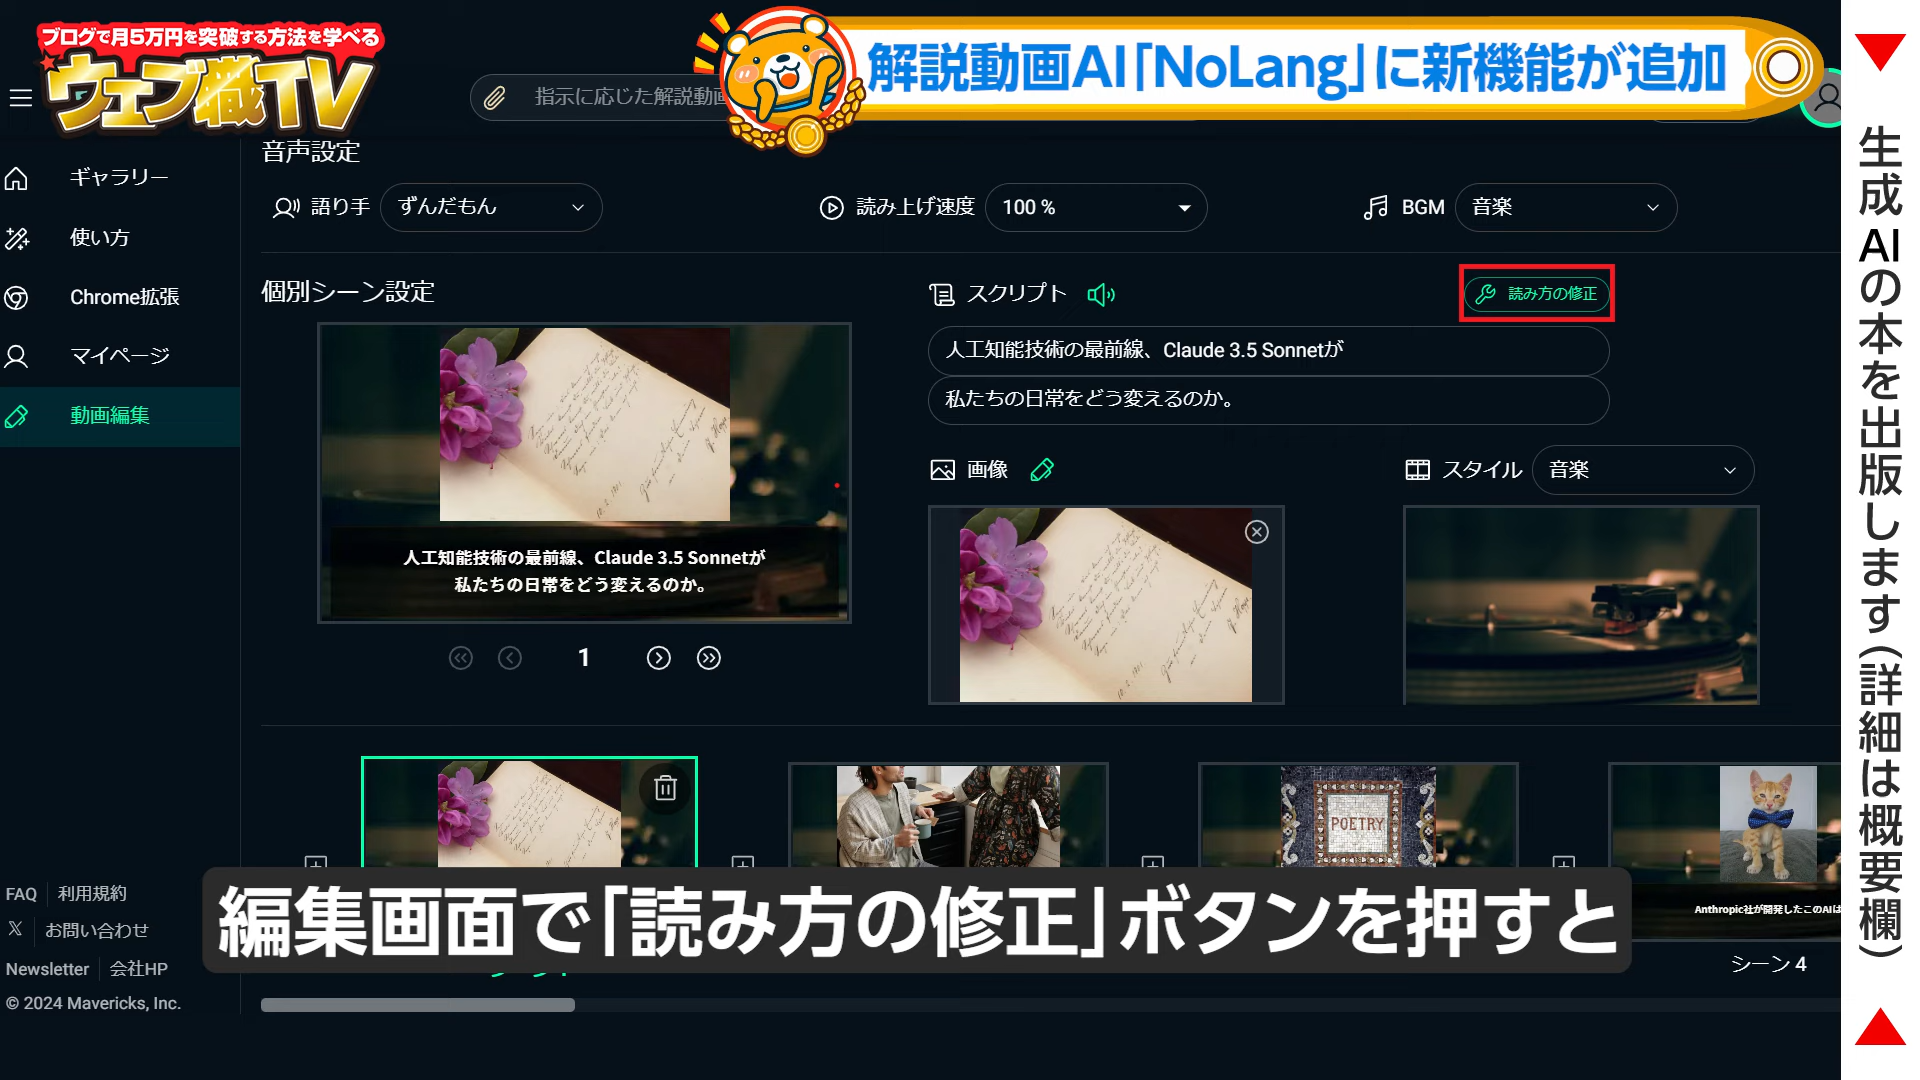 ブログで月5万円を突破する方法を学べる
ウェブ職TV
解説動画AI「NoLang」に新機能が追加
指示に応じた解説動画
ギャラリー
使い方
Chrome拡張
マイページ
動画編集
FAQ
利用規約
お問い合わせ
Newsletter
会社HP
© 2024 Mavericks, Inc.
音声設定
語り手
ずんだもん
読み上げ速度
100 %
BGM
音楽
個別シーン設定
人工知能技術の最前線、Claude 3.5 Sonnetが
私たちの日常をどう変えるのか。
1
スクリプト
読み方の修正
人工知能技術の最前線、Claude 3.5 Sonnetが
私たちの日常をどう変えるのか。
画像
スタイル
音楽
POETRY
Anthropic社が開発したこのAIは
シーン 4
編集画面で「読み方の修正」ボタンを押すと
生成AIの本を出版します(詳細は概要欄)